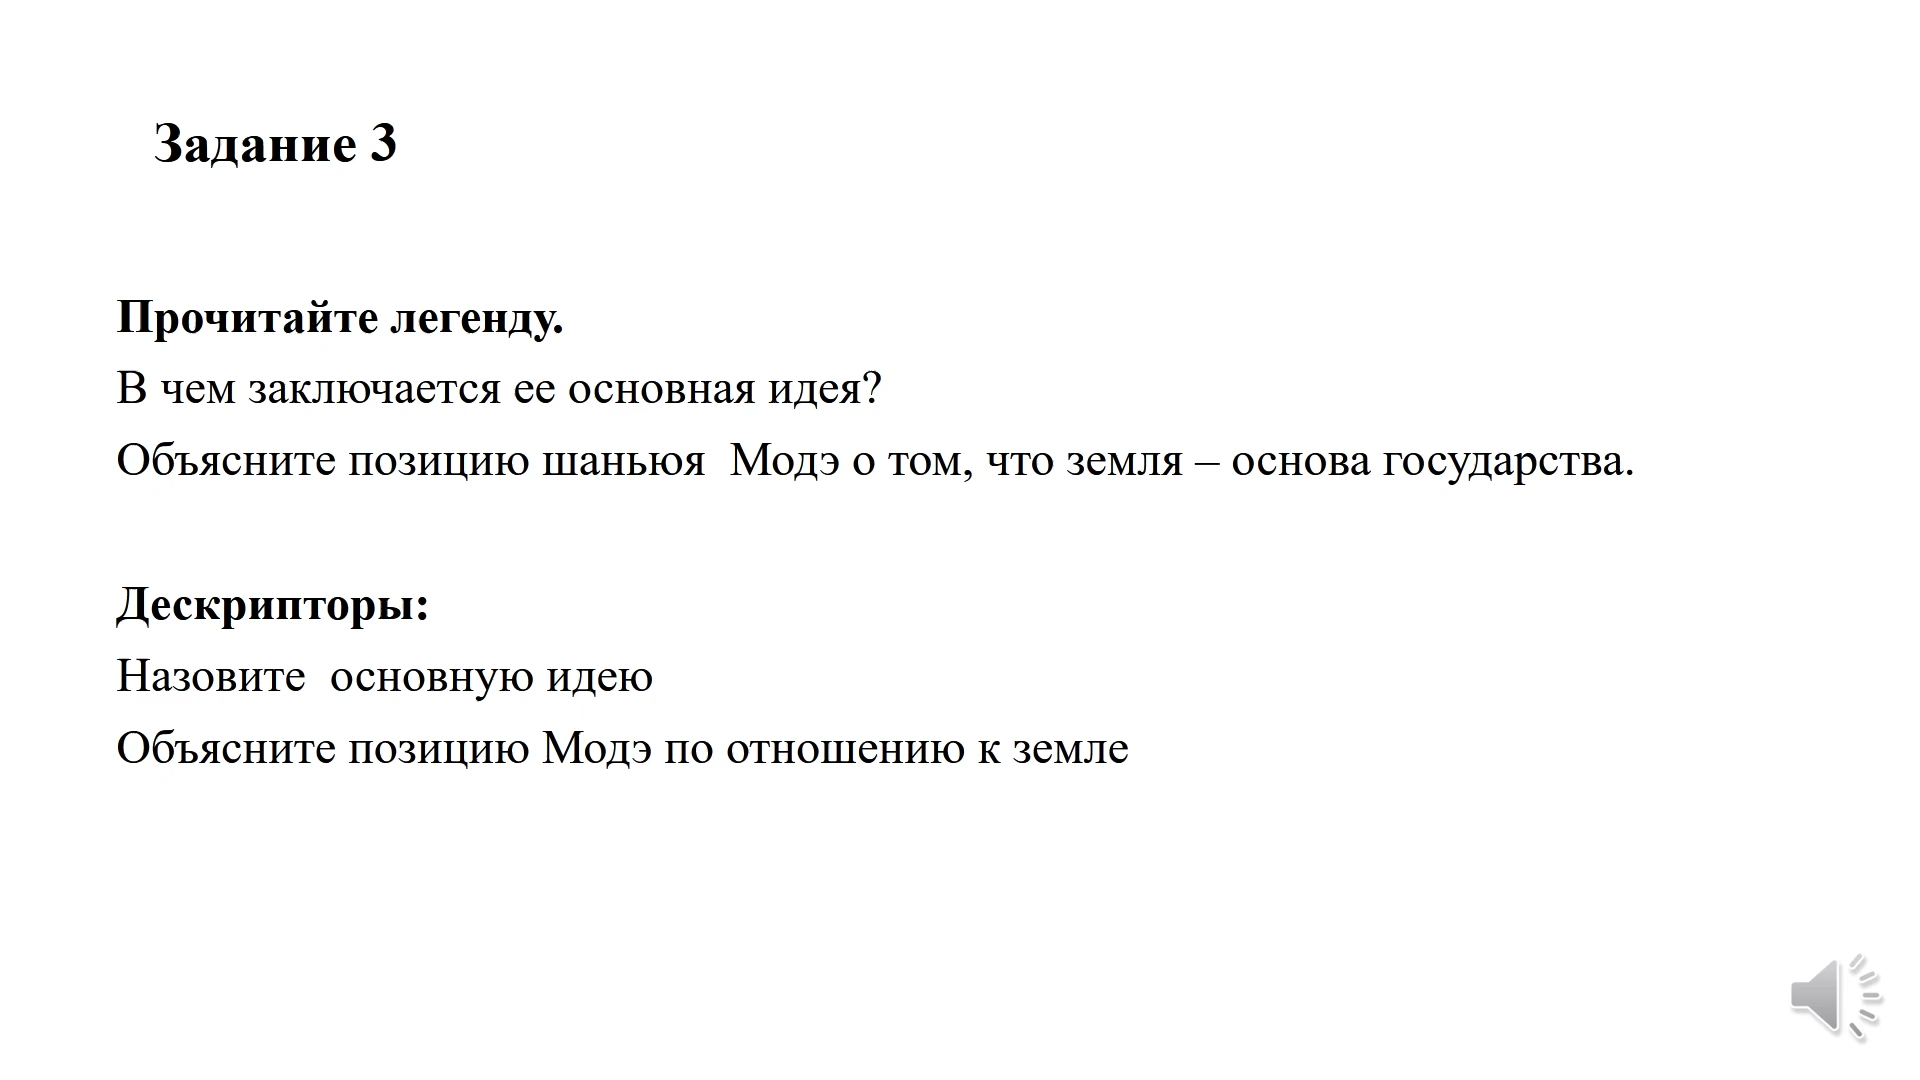 Задание 3
Прочитайте легенду.
В чем заключается ее основная идея?
Объясните позицию шаньюя  Модэ о том, что земля – основа государства.
Дескрипторы:
Назовите  основную идею
Объясните позицию Модэ по отношению к земле